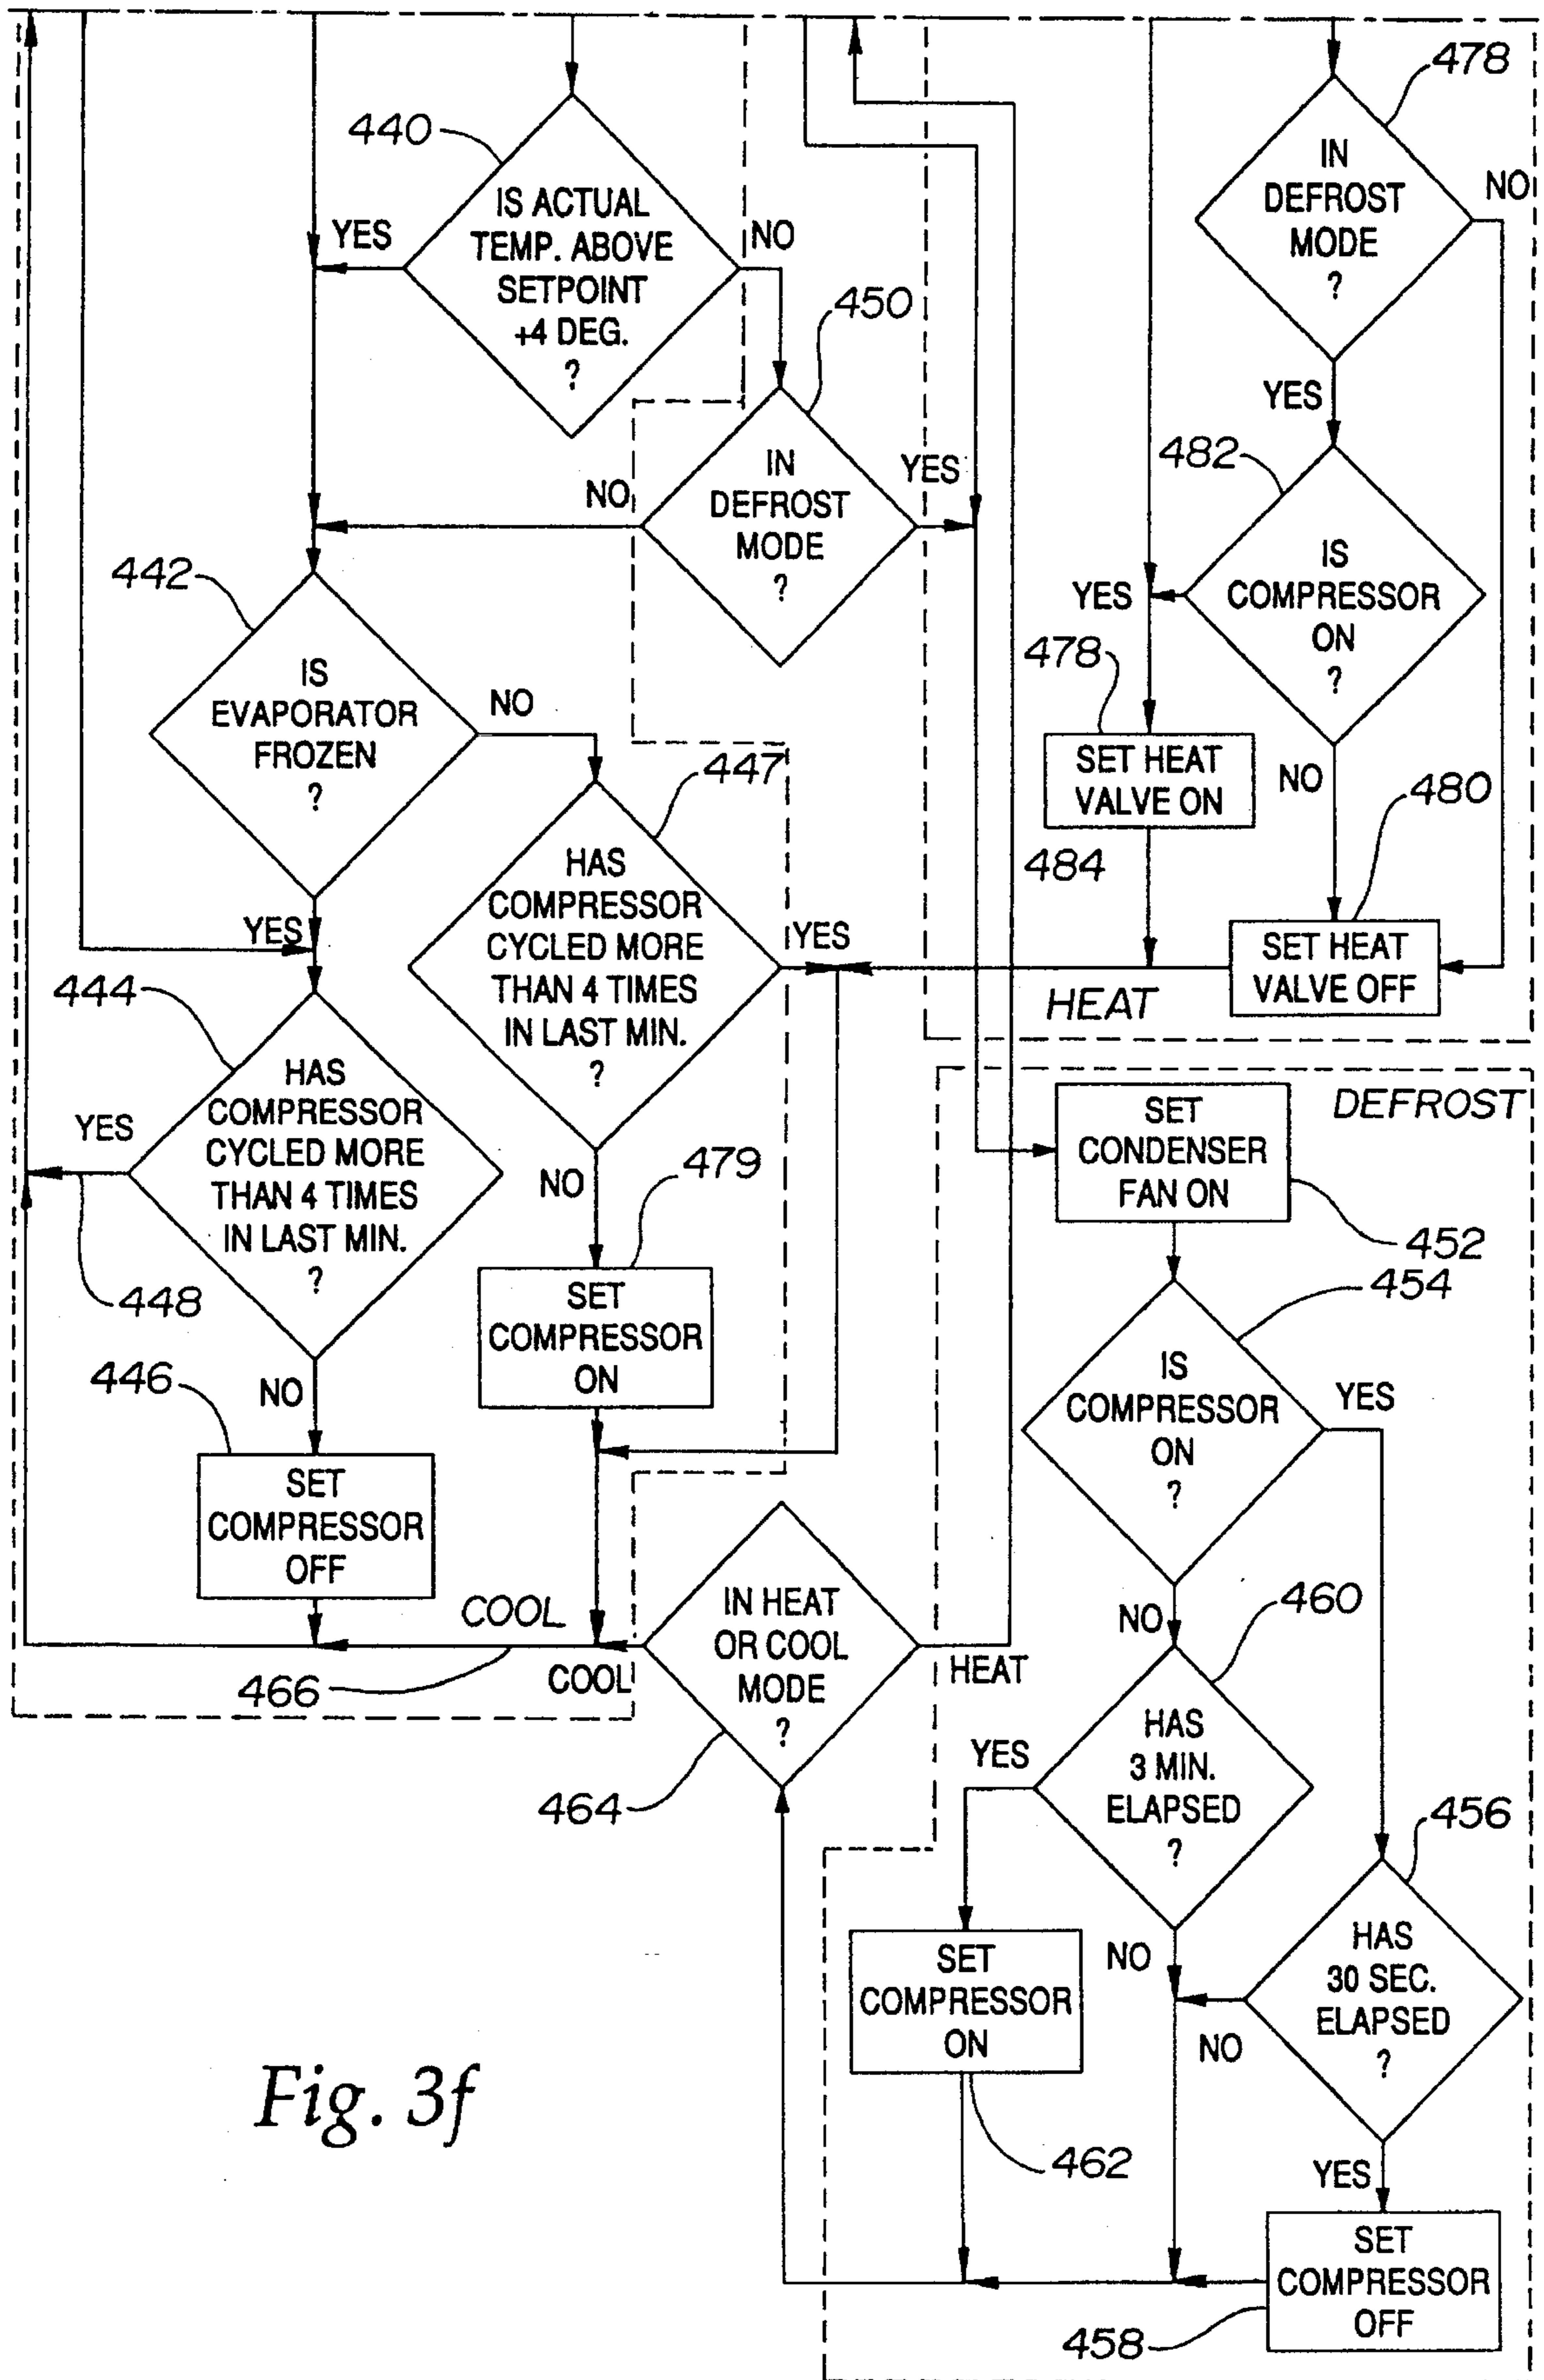 440
IS ACTUAL
TEMP. ABOVE
SETPOINT
+4 DEG.
?
YES
NO
450
IN
DEFROST
MODE
?
NO
YES
442
IS
EVAPORATOR
FROZEN
?
NO
YES
447
HAS
COMPRESSOR
CYCLED MORE
THAN 4 TIMES
IN LAST MIN.
?
YES
NO
444
HAS
COMPRESSOR
CYCLED MORE
THAN 4 TIMES
IN LAST MIN.
?
YES
448
NO
446
SET
COMPRESSOR
OFF
479
SET
COMPRESSOR
ON
COOL
466
COOL
IN HEAT
OR COOL
MODE
?
HEAT
464
478
IN
DEFROST
MODE
?
NO
YES
482
IS
COMPRESSOR
ON
?
YES
NO
478
SET HEAT
VALVE ON
484
480
SET HEAT
VALVE OFF
HEAT
DEFROST
SET
CONDENSER
FAN ON
452
454
IS
COMPRESSOR
ON
?
YES
NO
460
HAS
3 MIN.
ELAPSED
?
YES
NO
456
HAS
30 SEC.
ELAPSED
?
NO
YES
SET
COMPRESSOR
ON
462
SET
COMPRESSOR
OFF
458
Fig. 3f